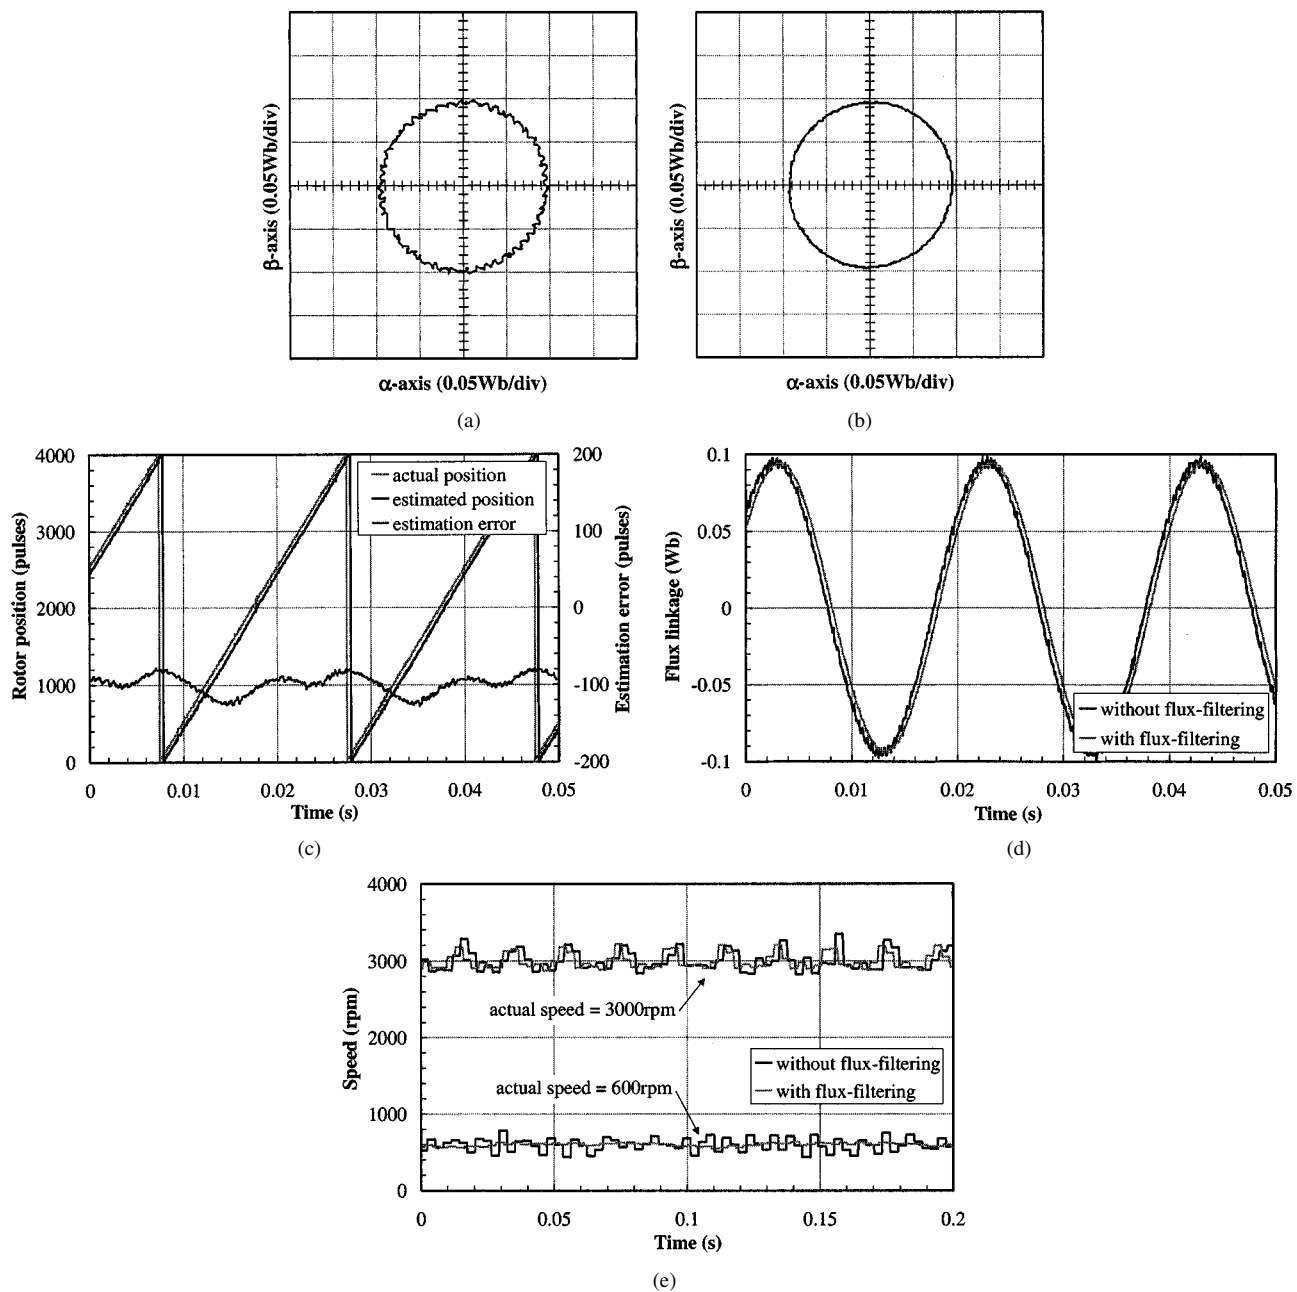 β-axis (0.05Wb/div)
α-axis (0.05Wb/div)
(a)
β-axis (0.05Wb/div)
α-axis (0.05Wb/div)
(b)
Rotor position (pulses)
4000
3000
2000
1000
0
200
100
0
-100
-200
Estimation error (pulses)
actual position
estimated position
estimation error
0
0.01
0.02
0.03
0.04
0.05
Time (s)
(c)
Flux linkage (Wb)
0.1
0.05
0
-0.05
-0.1
without flux-filtering
with flux-filtering
0
0.01
0.02
0.03
0.04
0.05
Time (s)
(d)
Speed (rpm)
4000
3000
2000
1000
0
actual speed = 3000rpm
without flux-filtering
with flux-filtering
actual speed = 600rpm
0
0.05
0.1
0.15
0.2
Time (s)
(e)